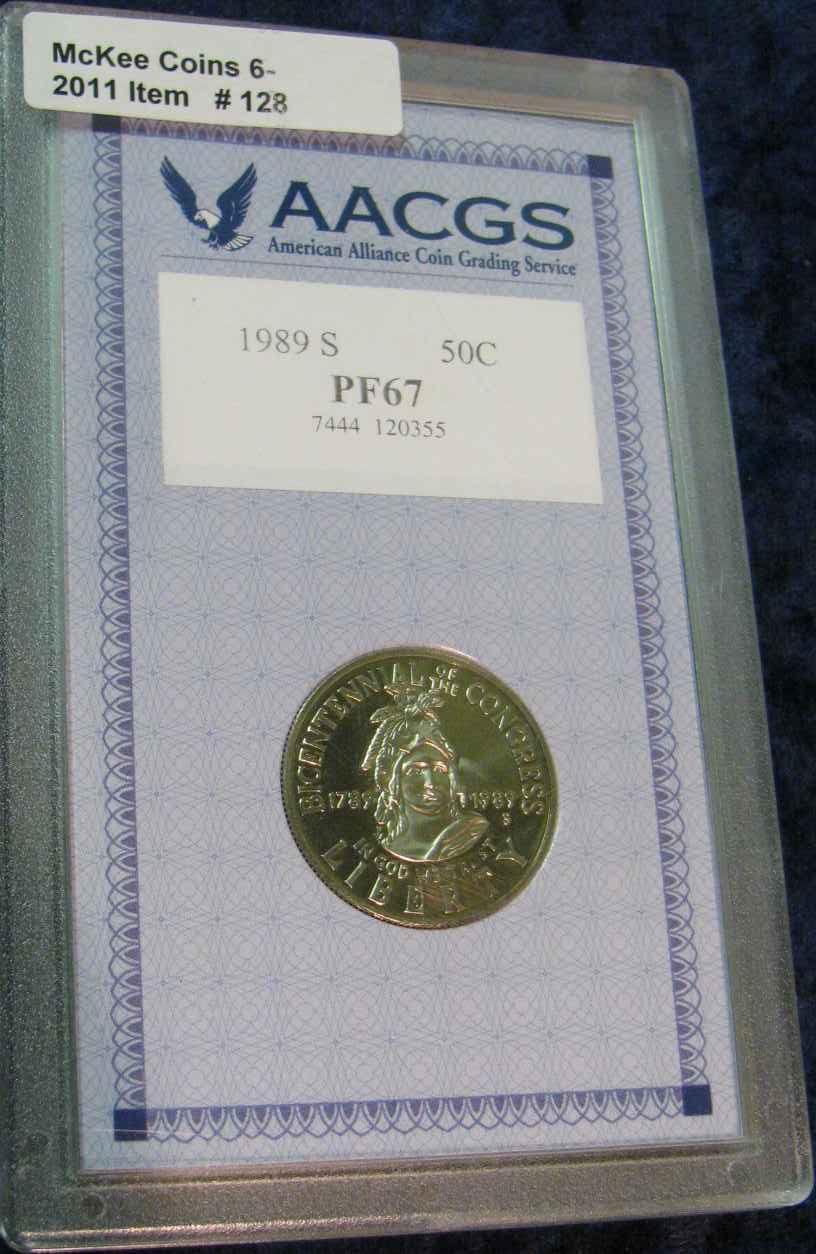 McKee Coins 6-
2011 Item # 128
AACGS
American Alliance Coin Grading Service
1989 S 50C
PF67
7444 120355
BICENTENNIAL OF THE CONGRESS
1789 1989
S
IN GOD WE TRUST
LIBERTY